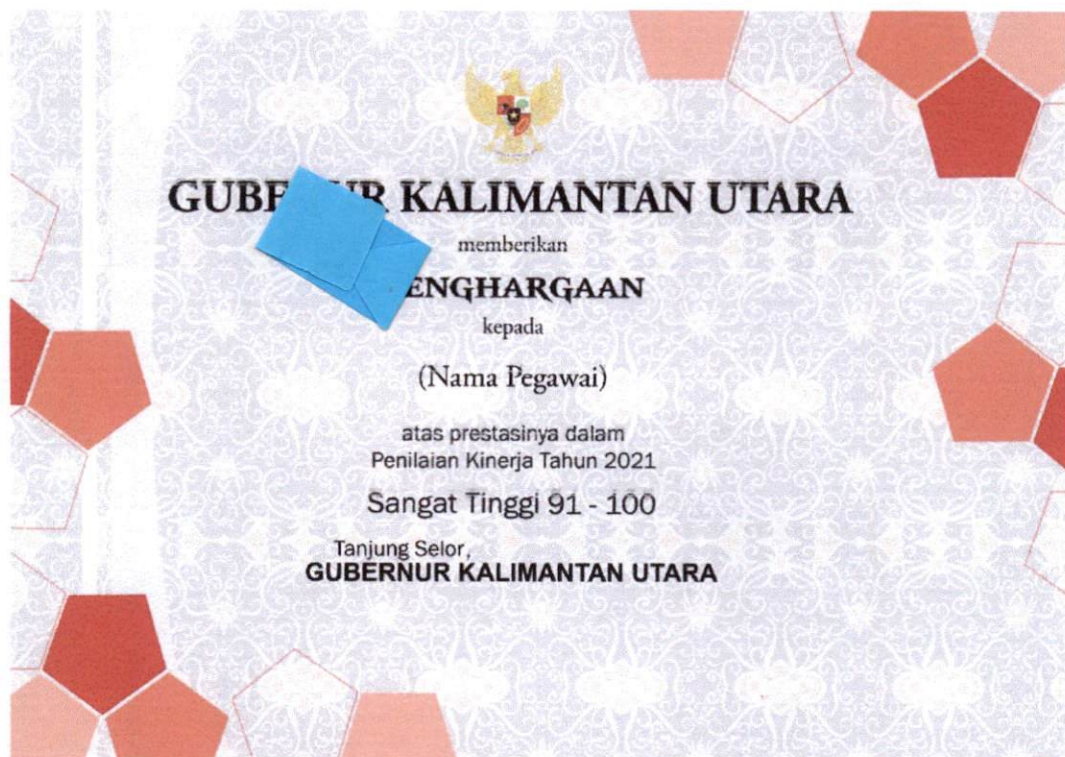 KALIMANTAN UTARA
memberikan
kepada
(Nama Pegawai)
atas prestasinya dalam
Penilaian Kinerja Tahun 2021
Sangat Tinggi 91 - 100
Tanjung Selor,
GUBERNUR KALIMANTAN UTARA